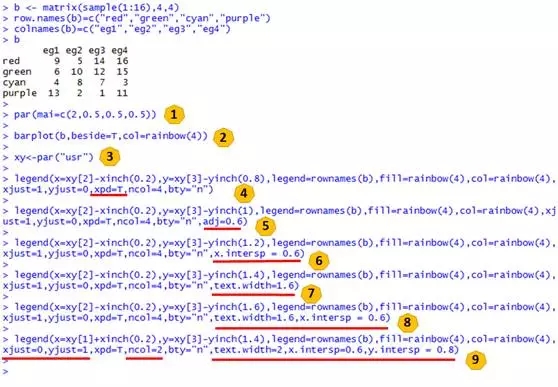 > b <- matrix(sample(1:16),4,4)
> row.names(b)=c("red","green","cyan","purple")
> colnames(b)=c("eg1","eg2","eg3","eg4")
> b
eg1 eg2 eg3 eg4
red 9 5 14 16
green 6 10 12 15
cyan 4 8 7 3
purple 13 2 1 11
>
> par(mai=c(2,0.5,0.5,0.5)) 1
>
> barplot(b,beside=T,col=rainbow(4)) 2
>
> xy<-par("usr") 3
>
> legend(x=xy[2]-xinch(0.2),y=xy[3]-yinch(0.8),legend=rownames(b),fill=rainbow(4),col=rainbow(4),
xjust=1,yjust=0,xpd=T,ncol=4,bty="n") 4
>
> legend(x=xy[2]-xinch(0.2),y=xy[3]-yinch(1),legend=rownames(b),fill=rainbow(4),col=rainbow(4),xj
ust=1,yjust=0,xpd=T,ncol=4,bty="n",adj=0.6) 5
>
> legend(x=xy[2]-xinch(0.2),y=xy[3]-yinch(1.2),legend=rownames(b),fill=rainbow(4),col=rainbow(4),
xjust=1,yjust=0,xpd=T,ncol=4,bty="n",x.intersp = 0.6) 6
>
> legend(x=xy[2]-xinch(0.2),y=xy[3]-yinch(1.4),legend=rownames(b),fill=rainbow(4),col=rainbow(4),
xjust=1,yjust=0,xpd=T,ncol=4,bty="n",text.width=1.6) 7
>
> legend(x=xy[2]-xinch(0.2),y=xy[3]-yinch(1.6),legend=rownames(b),fill=rainbow(4),col=rainbow(4),
xjust=1,yjust=0,xpd=T,ncol=4,bty="n",text.width=1.6,x.intersp = 0.6) 8
>
> legend(x=xy[1]+xinch(0.2),y=xy[3]-yinch(1.4),legend=rownames(b),fill=rainbow(4),col=rainbow(4),
xjust=0,yjust=1,xpd=T,ncol=2,bty="n",text.width=2,x.intersp=0.6,y.intersp = 0.8) 9
>
>